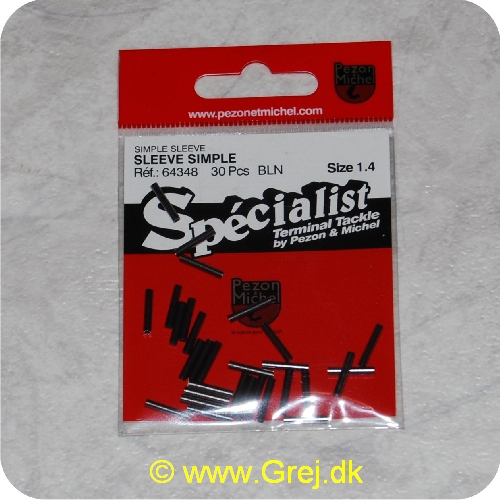 Pezon
&
Michel
www.pezonetmichel.com
SIMPLE SLEEVE
SLEEVE SIMPLE
Réf.: 64348 30 Pcs BLN Size 1.4
Spécialist
Terminal Tackle
by Pezon & Michel
Pezon
&
Michel
© www.Grej.dk